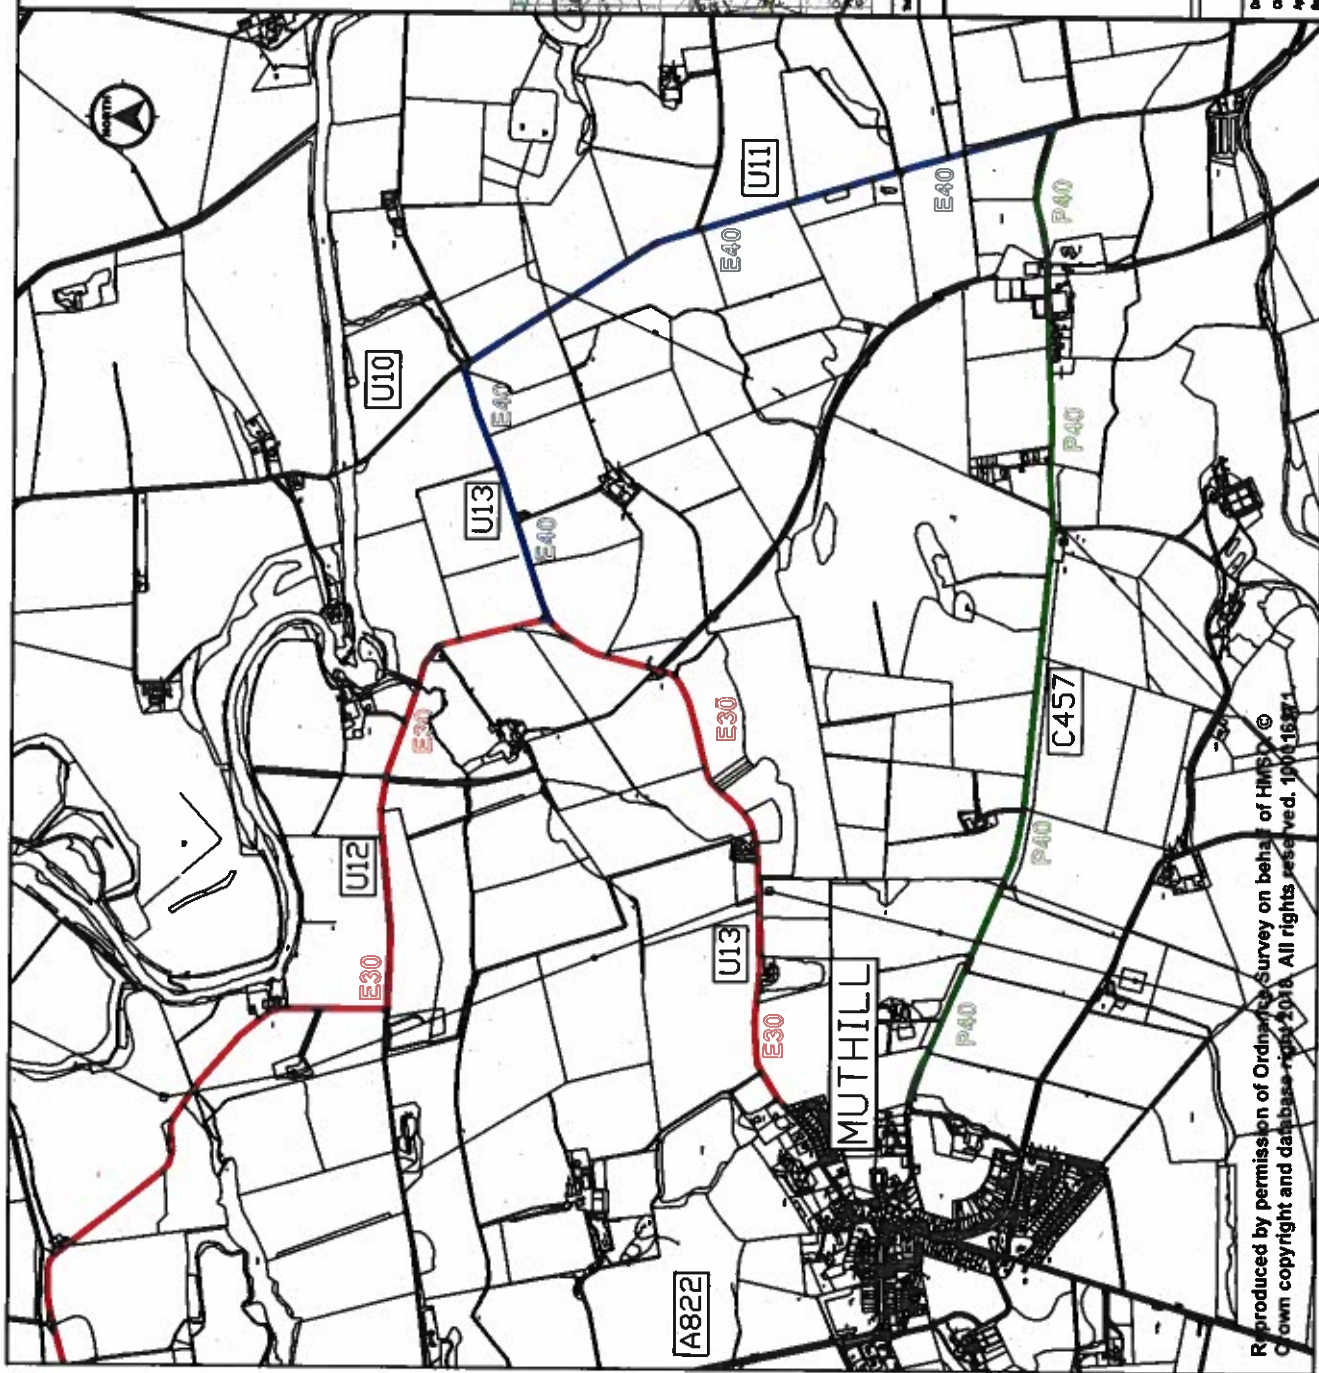 NORTH
U11
E40
P40
E40
U10
E40
U13
E40
P40
E30
E30
C457
U12
P40
U13
E30
E30
P40
MUTHILL
A822
Reproduced by permission of Ordnance Survey on behalf of HMSO. ©
Crown copyright and database right 2018. All rights reserved. 100016971.